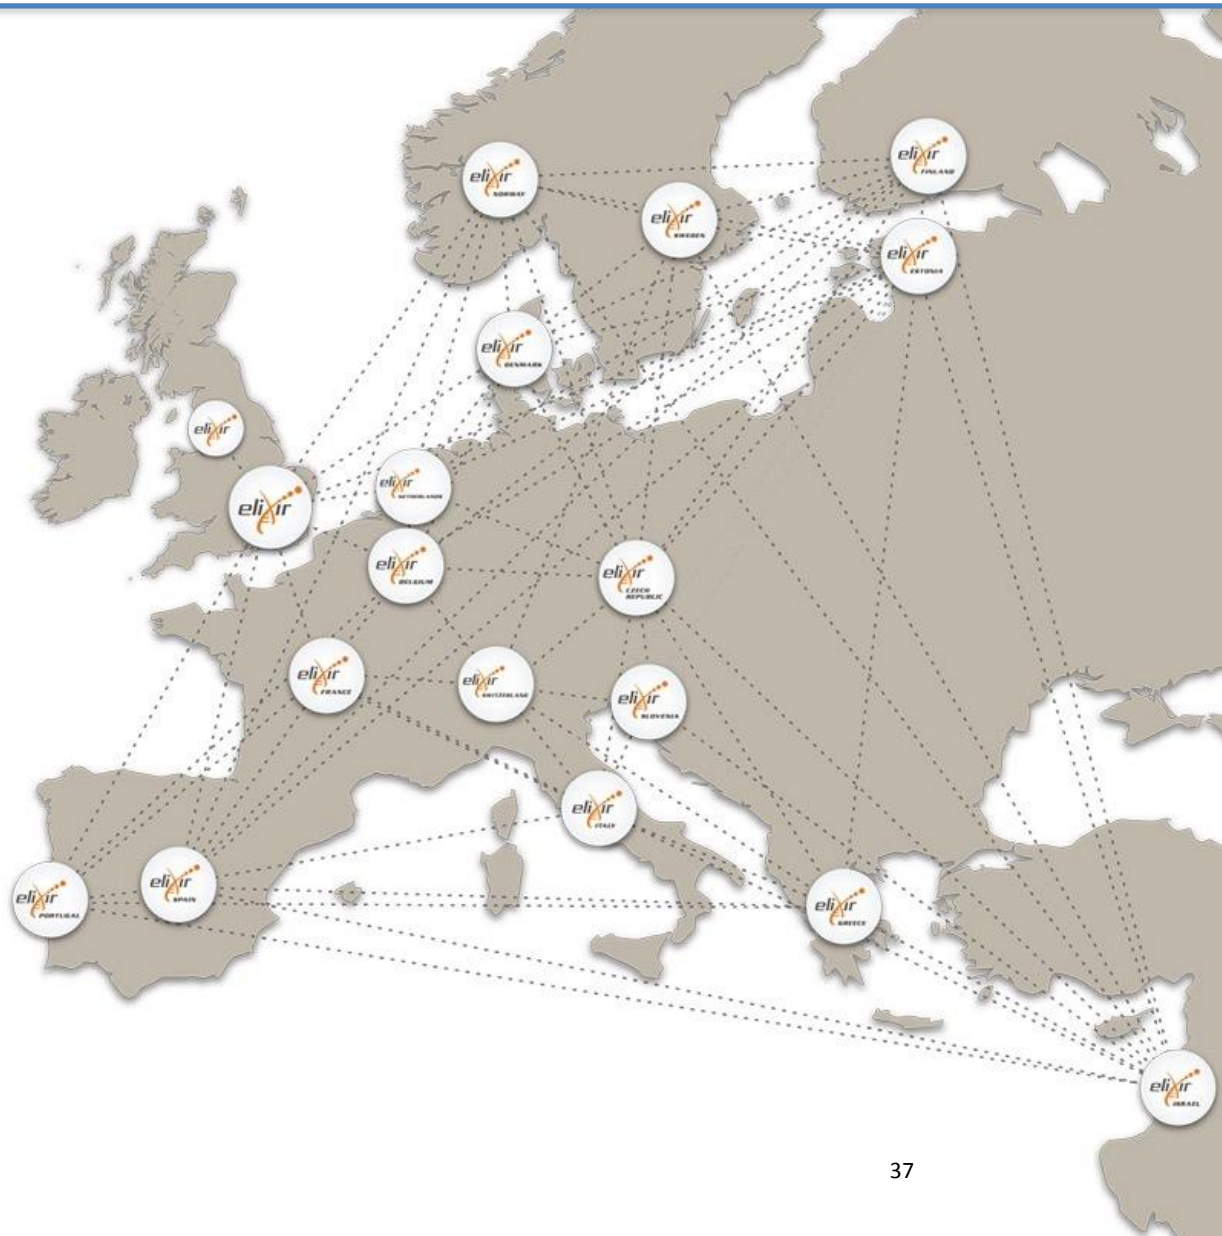 elixir
NORWAY
elixir
FINLAND
elixir
SWEDEN
elixir
ESTONIA
elixir
DENMARK
elixir
elixir
NETHERLANDS
elixir
elixir
BELGIUM
elixir
CZECH
REPUBLIC
elixir
FRANCE
elixir
SWITZERLAND
elixir
SLOVENIA
elixir
ITALY
elixir
PORTUGAL
elixir
SPAIN
elixir
GREECE
elixir
ISRAEL
37